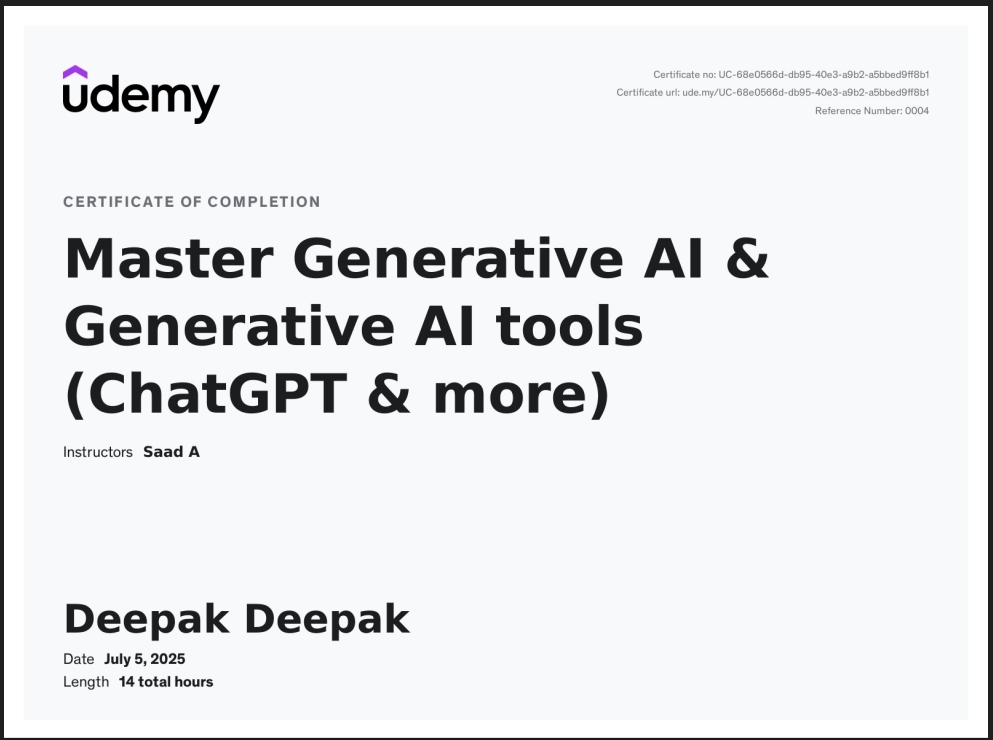 udemy
Certificate no: UC-68e0566d-db95-40e3-a9b2-a5bbed9ff8b1
Certificate url: ude.my/UC-68e0566d-db95-40e3-a9b2-a5bbed9ff8b1
Reference Number: 0004
CERTIFICATE OF COMPLETION
Master Generative AI &
Generative AI tools
(ChatGPT & more)
Instructors Saad A
Deepak Deepak
Date July 5, 2025
Length 14 total hours